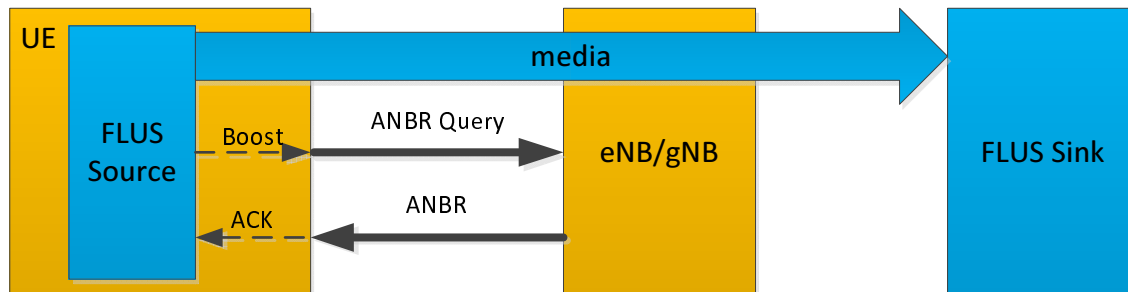 UE
media
FLUS
Source
Boost
ANBR Query
eNB/gNB
FLUS Sink
ACK
ANBR